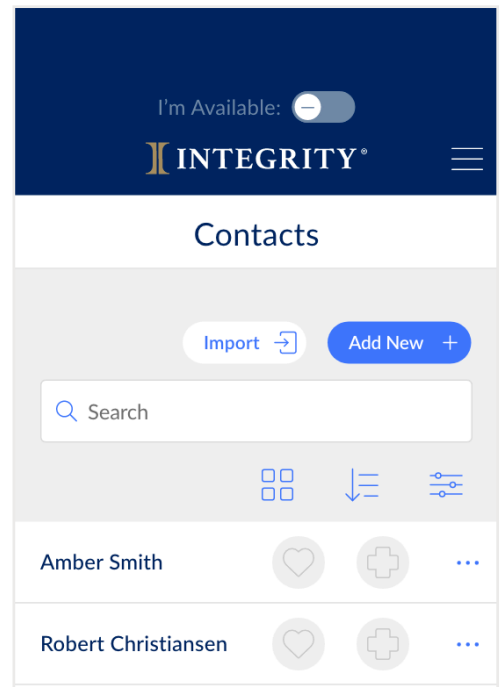 I'm Available:
INTEGRITY®
Contacts
Import
Add New
Search
Amber Smith
Robert Christiansen